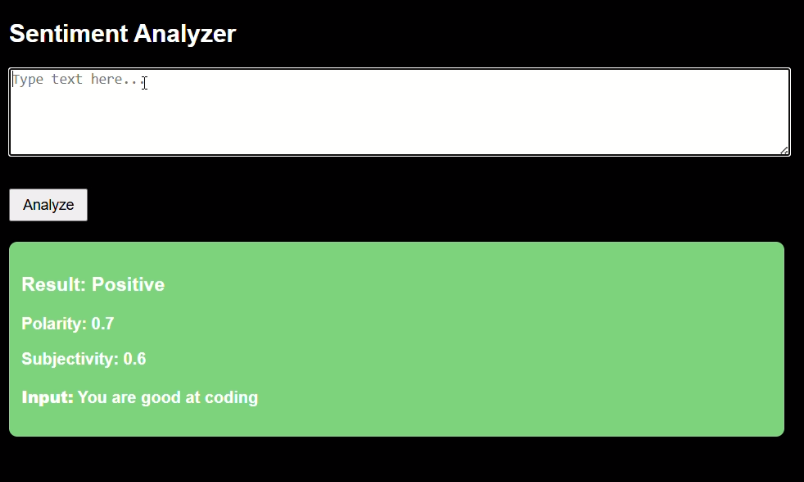 Sentiment Analyzer
Type text here...
Analyze
Result: Positive
Polarity: 0.7
Subjectivity: 0.6
Input: You are good at coding